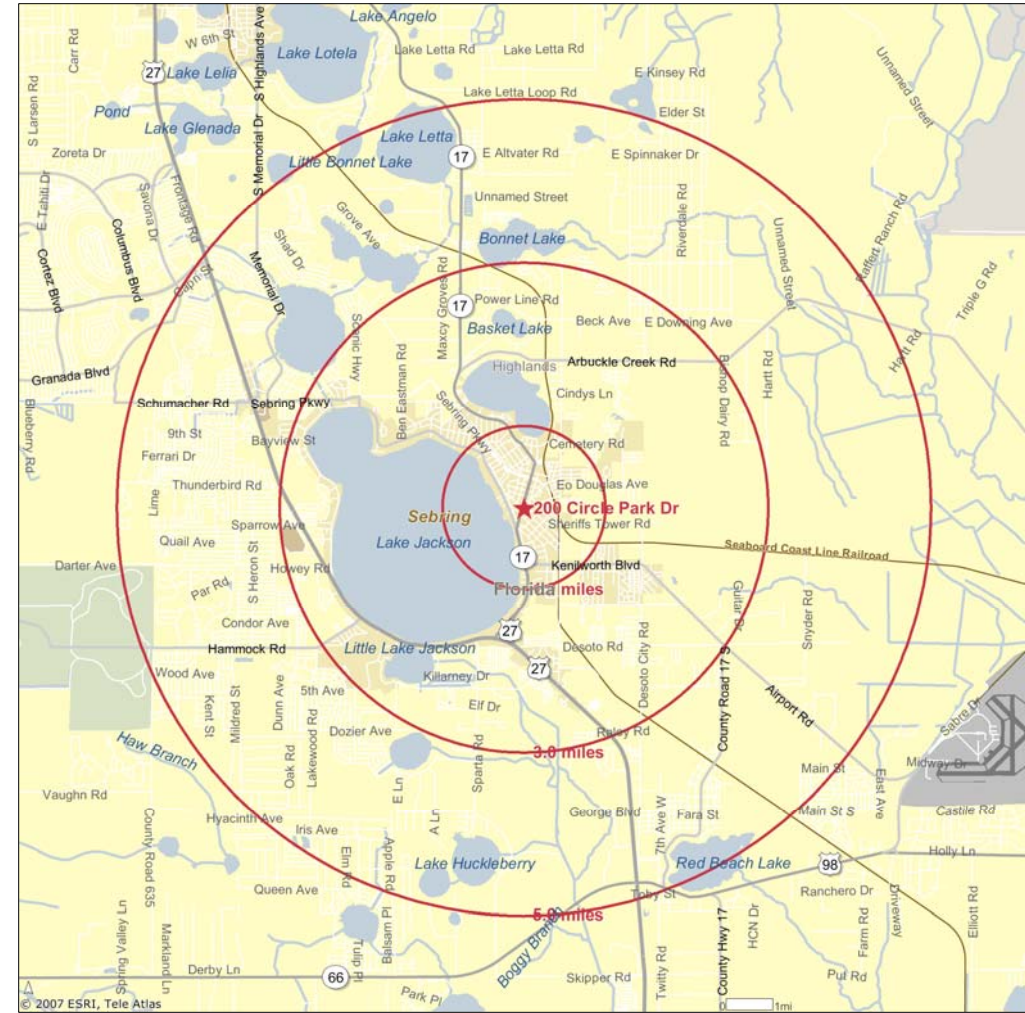 Lake Angelo
W 6th St
Lake Lotela
Lake Letta Rd
Lake Letta Rd
Carr Rd
S Highlands Ave
27
Lake Lelia
E Kinsey Rd
Unnamed Street
S Larsen Rd
Pond
Lake Letta Loop Rd
Elder St
Lake Glenada
S Memorial Dr
Lake Letta
17
E Altvater Rd
E Spinnaker Dr
Zoreta Dr
Little Bonnet Lake
E Tahiti Dr
Savona Dr
Frontage Rd
Unnamed Street
Riverdale Rd
Raffert Ranch Rd
Columbus Blvd
Grove Ave
Shad Dr
Bonnet Lake
Unnamed Street
Cortez Blvd
Capri St
Memorial Dr
Maxcy Groves Rd
Triple G Rd
17
Power Line Rd
Scenic Hwy
Basket Lake
Beck Ave
E Downing Ave
Hartt Rd
Granada Blvd
Ben Eastman Rd
Highlands
Arbuckle Creek Rd
Bishop Dairy Rd
Hartt Rd
Blueberry Rd
Schumacher Rd
Sebring Pkwy
Sebring Pkwy
Cindys Ln
9th St
Bayview St
Cemetery Rd
Ferrari Dr
Lime
Thunderbird Rd
Eo Douglas Ave
200 Circle Park Dr
Sparrow Ave
Sebring
Sheriffs Tower Rd
Quail Ave
S Heron St
Lake Jackson
Seaboard Coast Line Railroad
Darter Ave
Howey Rd
17
Kenilworth Blvd
Par Rd
Florida miles
Guitar Dr
Snyder Rd
Condor Ave
27
Hammock Rd
Little Lake Jackson
Desoto Rd
Desoto City Rd
Wood Ave
27
Killarney Dr
County Road 17 S
Airport Rd
Kent St
Mildred St
Dunn Ave
5th Ave
Elf Dr
Sabre Dr
Haw Branch
Dozier Ave
Oak Rd
Lakewood Rd
Sparta Rd
3.0 miles
Midway Dr
Main St
East Ave
Vaughn Rd
E Ln
A Ln
George Blvd
7th Ave W
Fara St
Main St S
Castile Rd
County Road 635
Hyacinth Ave
Iris Ave
Elm Rd
Apple Rd
Lake Huckleberry
Red Beach Lake
98
Holly Ln
Queen Ave
Toby St
Ranchero Dr
Driveway
Elliott Rd
Spring Valley Ln
Markland Ln
Balsam Pl
5.0 miles
Boggy Branch
County Hwy 17
HCN Dr
Farm Rd
Derby Ln
66
Tulip Pl
Skipper Rd
Twitty Rd
Park Pl
© 2007 ESRI, Tele Atlas
0 1mi